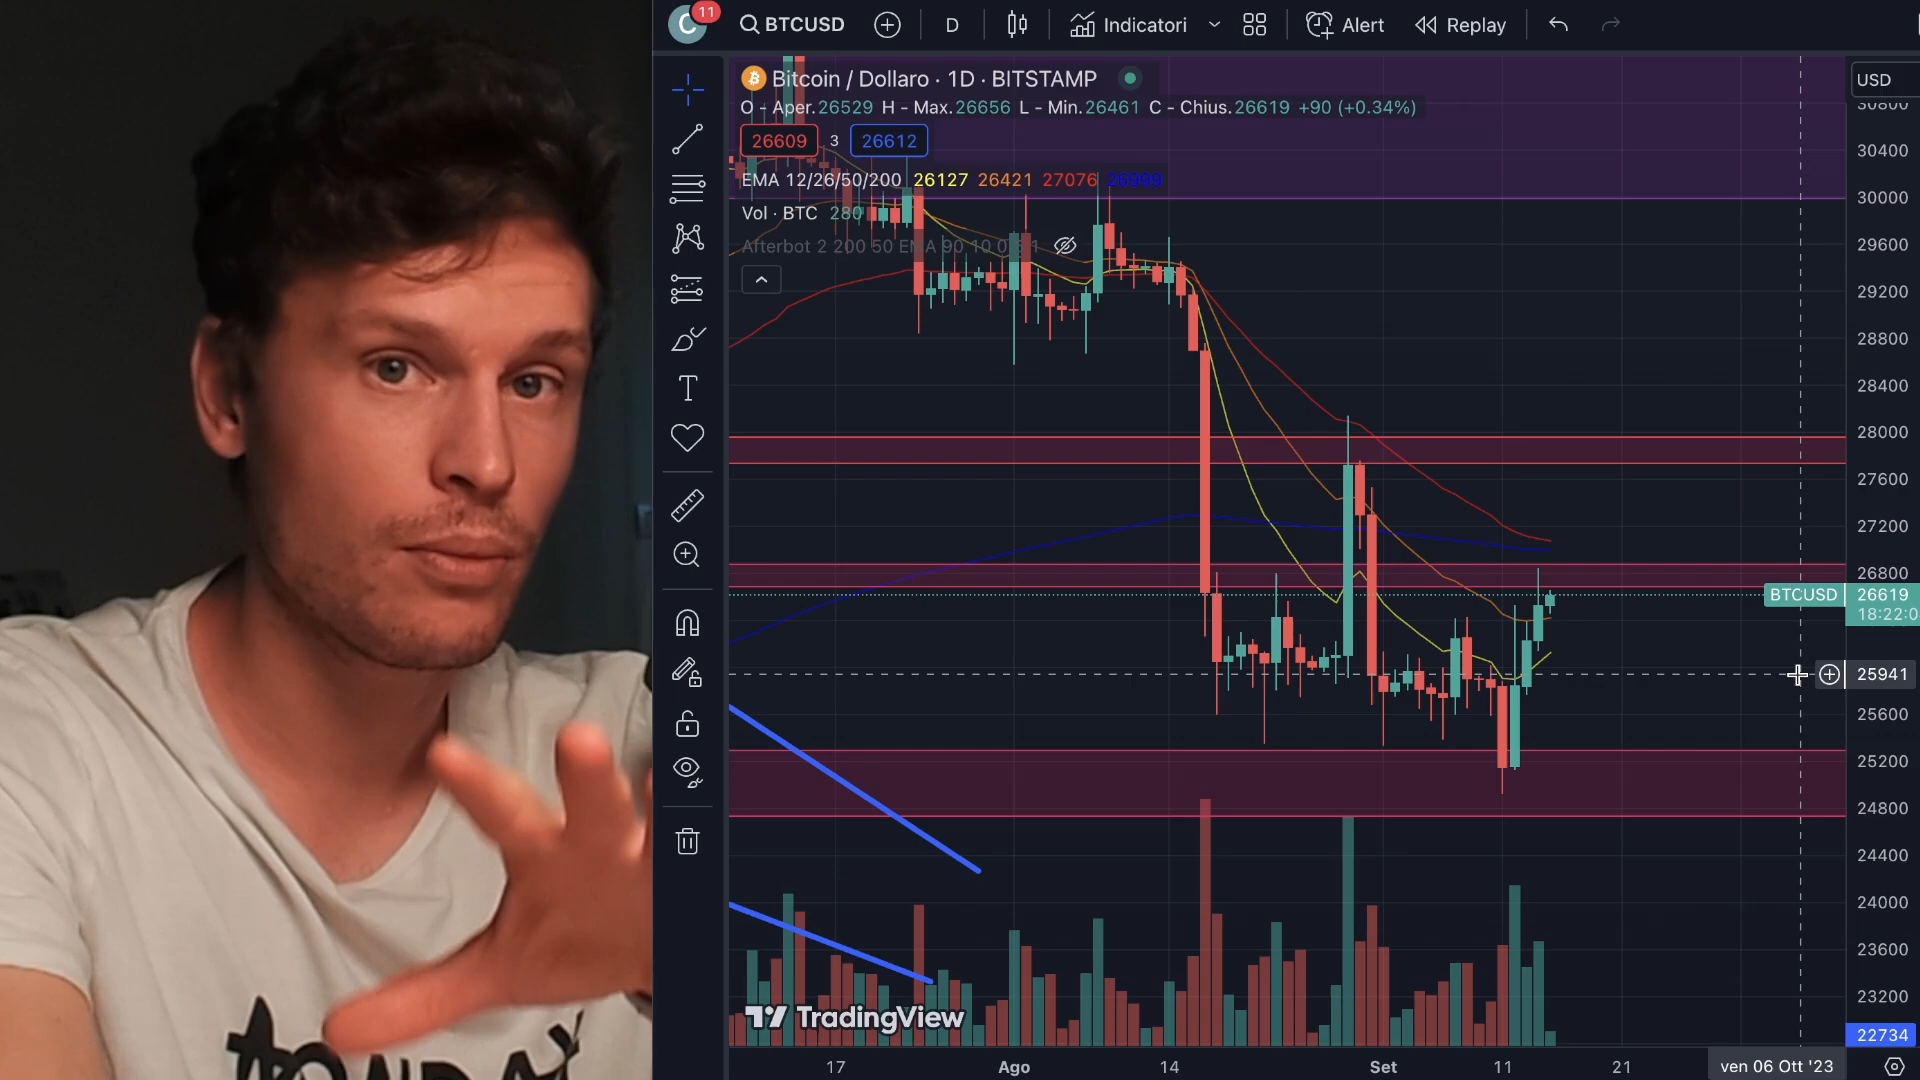 C 11 BTCUSD D Indicatori Alert Replay
Bitcoin / Dollaro · 1D · BITSTAMP
USD
O - Aper.26529 H - Max.26656 L - Min.26461 C - Chius.26619 +90 (+0.34%)
26609 3 26612
EMA 12/26/50/200 26127 26421 27076 26999
Vol · BTC 280
30800
30400
30000
29600
29200
28800
28400
28000
27600
27200
26800
BTCUSD 26619
18:22:0
25941
25600
25200
24800
24400
24000
23600
23200
22734
TradingView
17 Ago 14 Set 11 21 ven 06 Ott '23